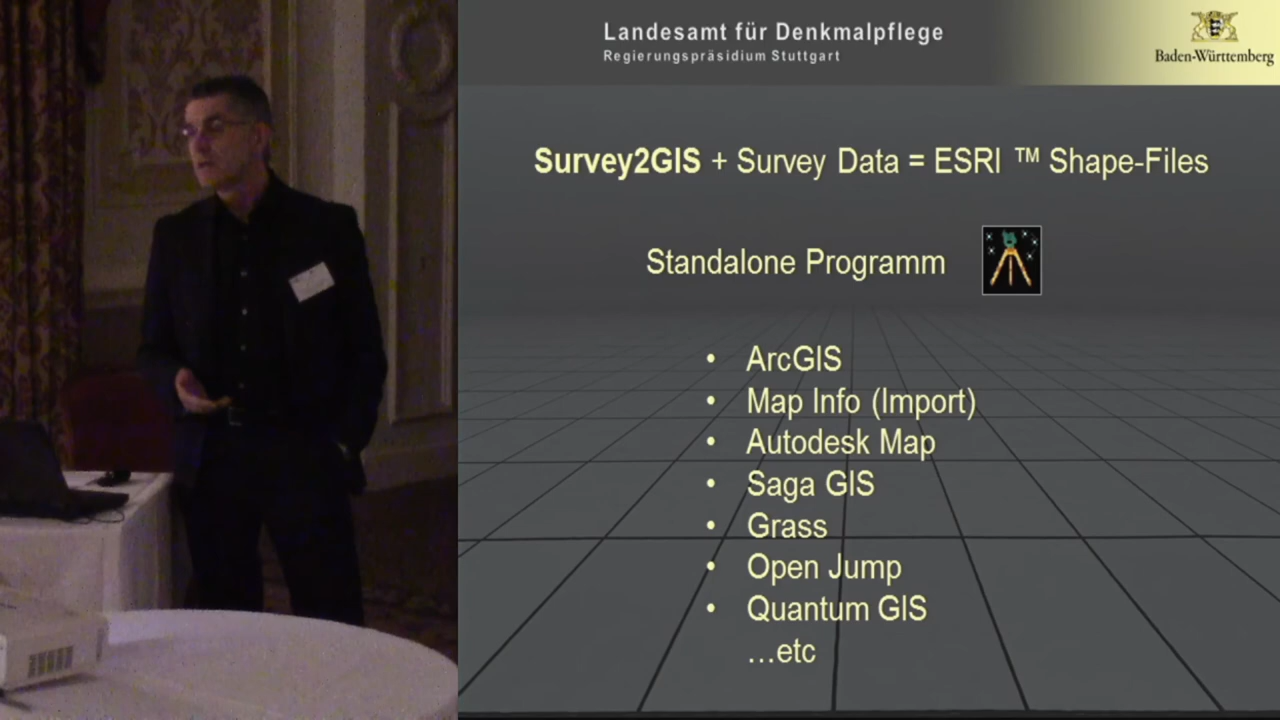 Landesamt für Denkmalpflege
Regierungspräsidium Stuttgart
Baden-Württemberg
Survey2GIS + Survey Data = ESRI ™ Shape-Files
Standalone Programm
• ArcGIS
• Map Info (Import)
• Autodesk Map
• Saga GIS
• Grass
• Open Jump
• Quantum GIS
...etc